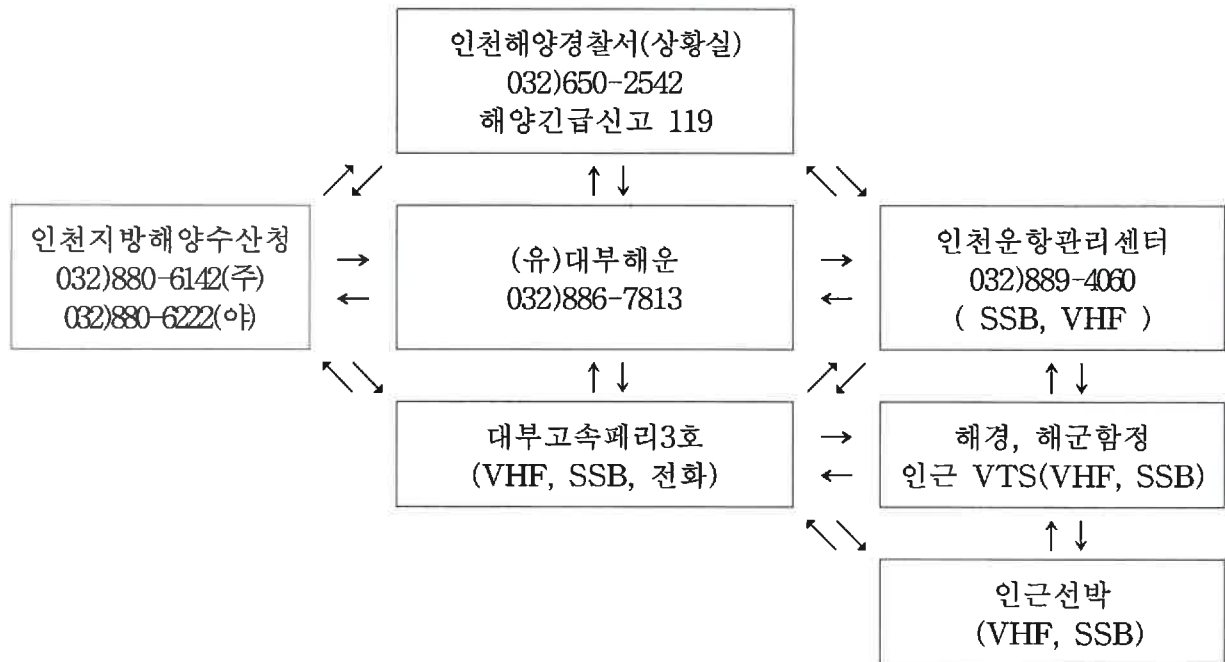 인천해양경찰서(상황실)
032)650-2542
해양긴급신고 119
인천지방해양수산청
032)880-6142(주)
032)880-6222(야)
(유)대부해운
032)886-7813
인천운항관리센터
032)889-4060
( SSB, VHF )
대부고속페리3호
(VHF, SSB, 전화)
해경, 해군함정
인근 VTS(VHF, SSB)
인근선박
(VHF, SSB)